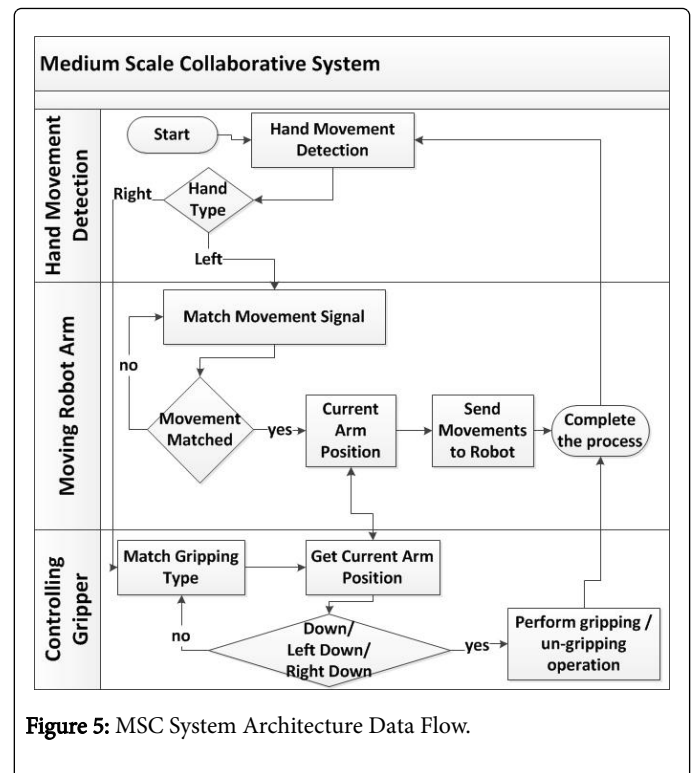 Medium Scale Collaborative System
Hand Movement
Detection
Start
Hand Movement
Detection
Right
Hand
Type
Left
Moving Robot Arm
Match Movement Signal
no
Movement
Matched
yes
Current
Arm
Position
Send
Movements
to Robot
Complete
the process
Controlling
Gripper
Match Gripping
Type
Get Current Arm
Position
no
Down/
Left Down/
Right Down
yes
Perform gripping /
un-gripping
operation
Figure 5: MSC System Architecture Data Flow.